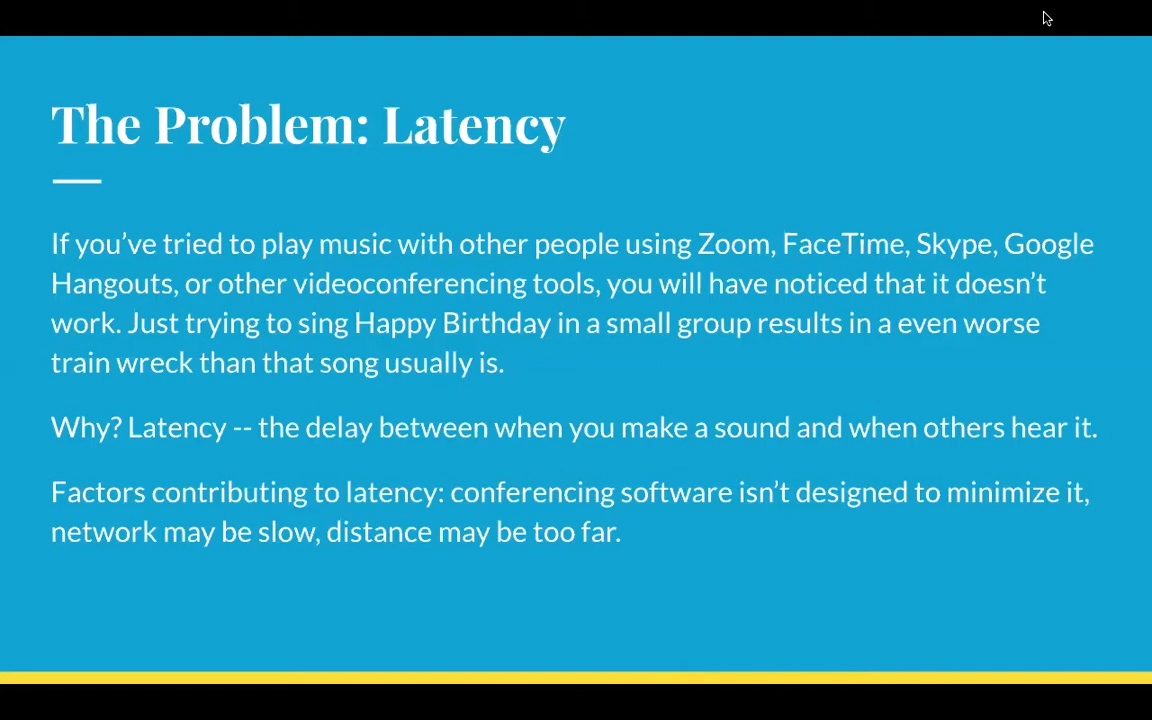 The Problem: Latency
If you’ve tried to play music with other people using Zoom, FaceTime, Skype, Google
Hangouts, or other videoconferencing tools, you will have noticed that it doesn’t
work. Just trying to sing Happy Birthday in a small group results in a even worse
train wreck than that song usually is.
Why? Latency -- the delay between when you make a sound and when others hear it.
Factors contributing to latency: conferencing software isn’t designed to minimize it,
network may be slow, distance may be too far.